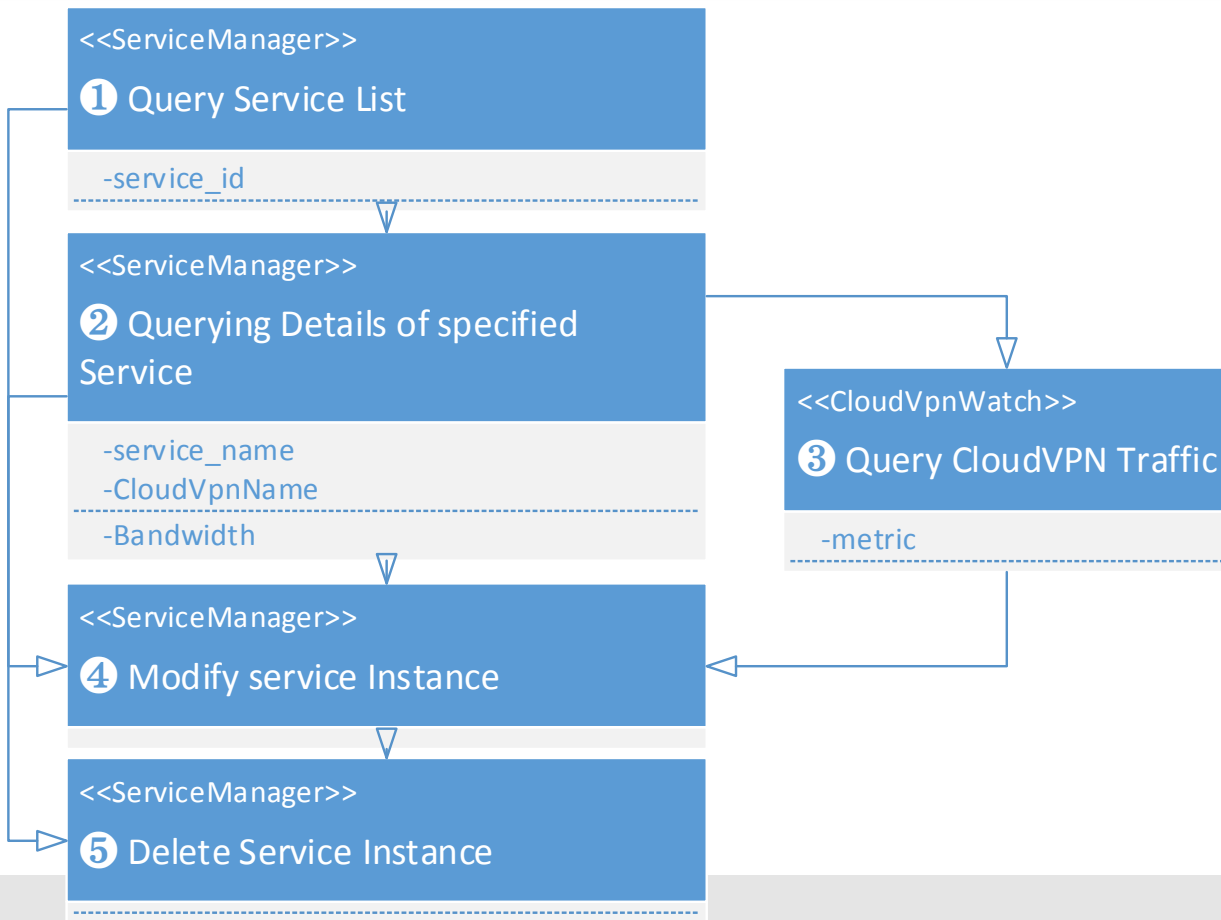 <<ServiceManager>>
❶ Query Service List
-service_id
<<ServiceManager>>
❷ Querying Details of specified
Service
-service_name
-CloudVpnName
-Bandwidth
<<CloudVpnWatch>>
❸ Query CloudVPN Traffic
-metric
<<ServiceManager>>
❹ Modify service Instance
<<ServiceManager>>
❺ Delete Service Instance